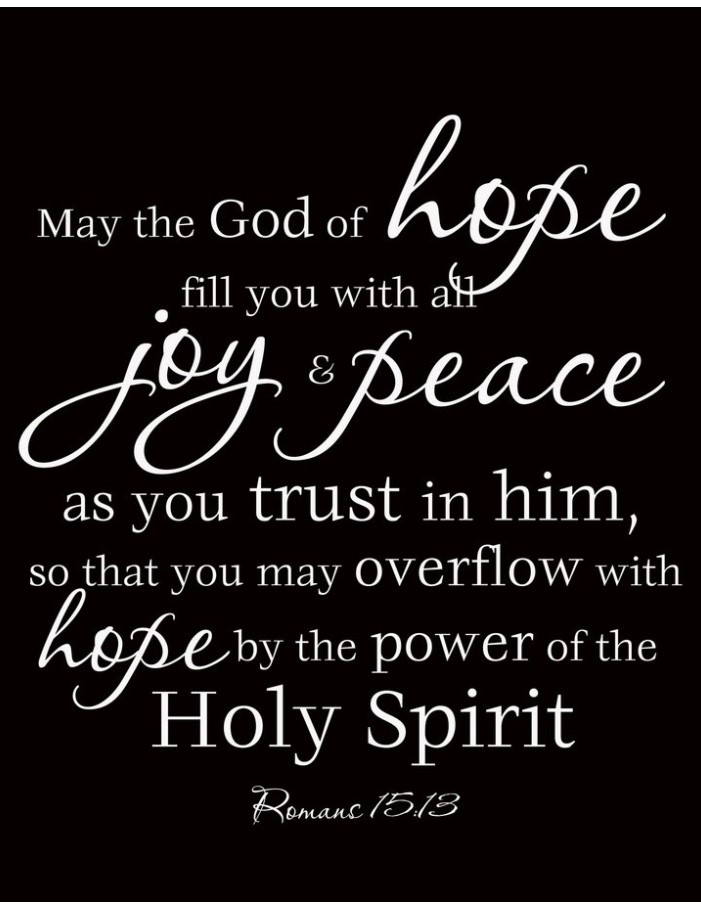 May the God of hope
fill you with all
joy & peace
as you trust in him,
so that you may overflow with
hope by the power of the
Holy Spirit
Romans 15:13